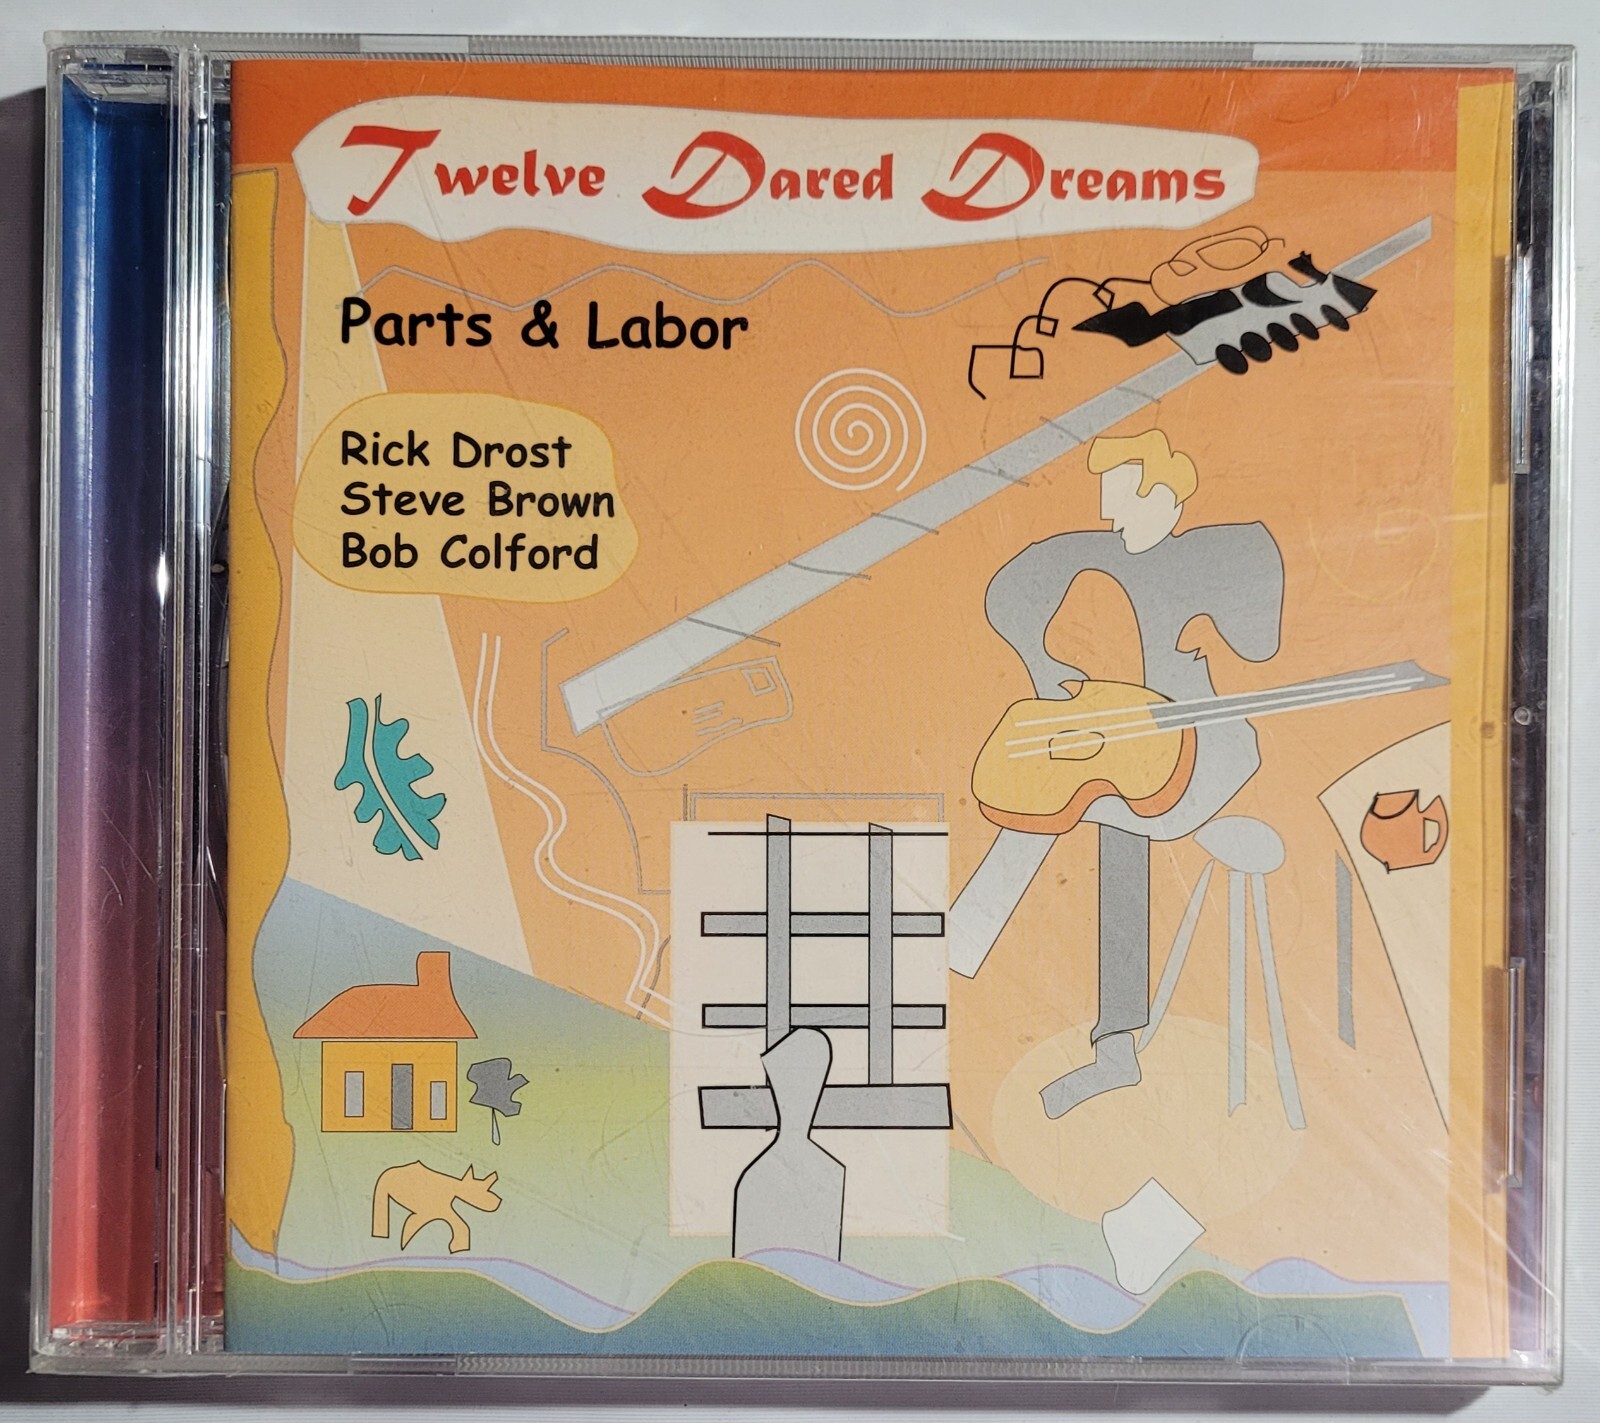 Twelve Dared Dreams
Parts & Labor
Rick Drost
Steve Brown
Bob Colford